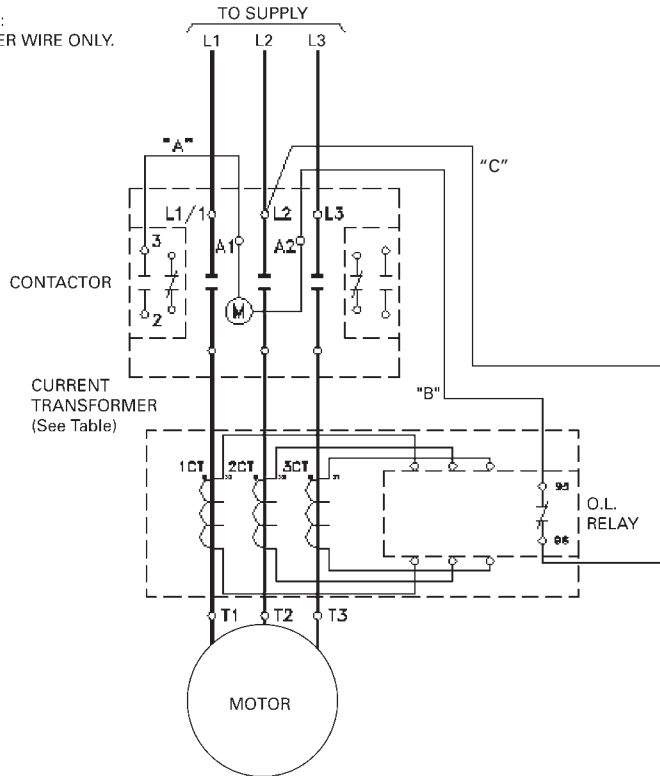 TO SUPPLY
:
ER WIRE ONLY.
L1 L2 L3
"A"
"C"
L1/1 L2 L3
A1 A2
3
CONTACTOR
M
2
CURRENT
TRANSFORMER
(See Table)
"B"
1CT 2CT 3CT
95
O.L.
RELAY
96
T1 T2 T3
MOTOR